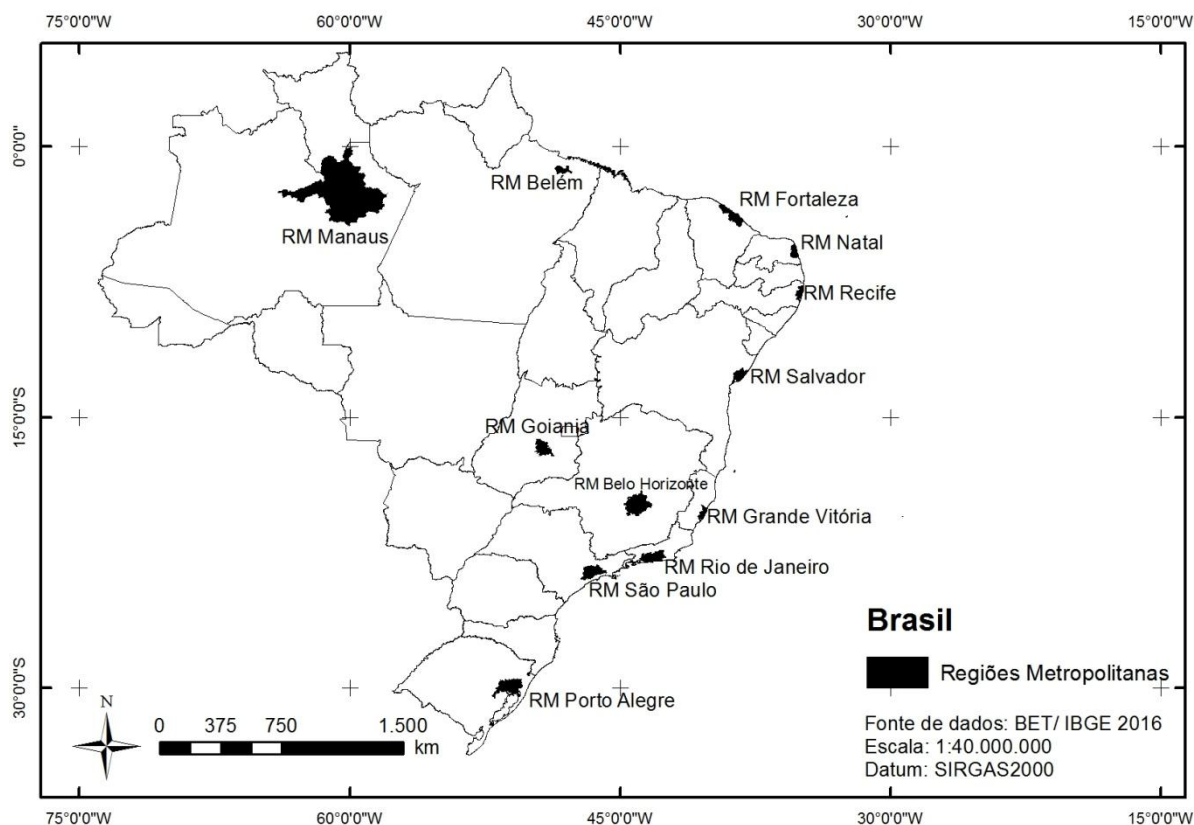 75°0'0"W 60°0'0"W 45°0'0"W 30°0'0"W 15°0'0"W
0°0'0"
RM Belém
RM Fortaleza
RM Manaus
RM Natal
RM Recife
RM Salvador
15°0'0"S
RM Goiania
RM Belo Horizonte
RM Grande Vitória
RM Rio de Janeiro
RM São Paulo
Brasil
Regiões Metropolitanas
30°0'0"S
RM Porto Alegre
N
0 375 750 1.500
km
Fonte de dados: BET/ IBGE 2016
Escala: 1:40.000.000
Datum: SIRGAS2000
75°0'0"W 60°0'0"W 45°0'0"W 30°0'0"W 15°0'0"W